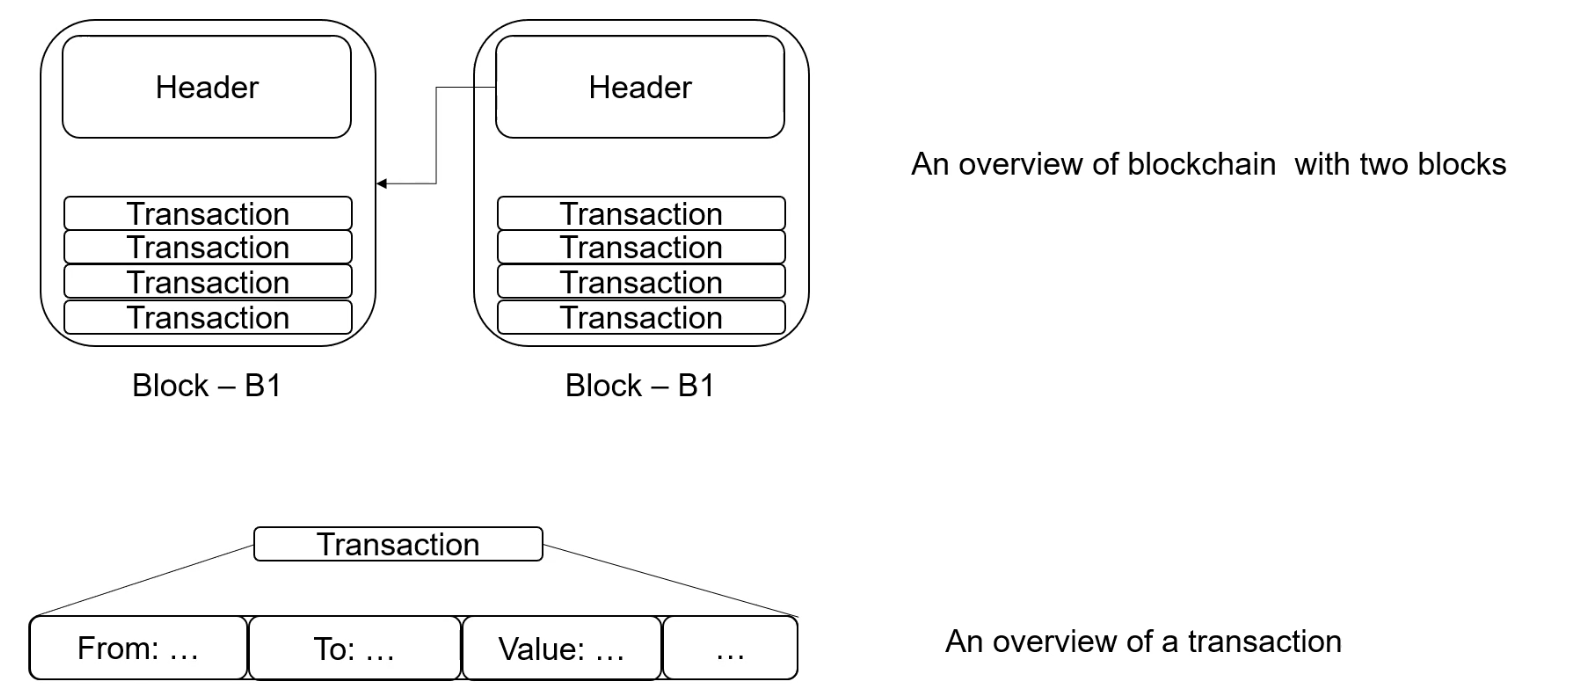 Header
Header
An overview of blockchain  with two blocks
Transaction
Transaction
Transaction
Transaction
Transaction
Transaction
Transaction
Transaction
Block – B1
Block – B1
Transaction
From: …
To: …
Value: …
…
An overview of a transaction